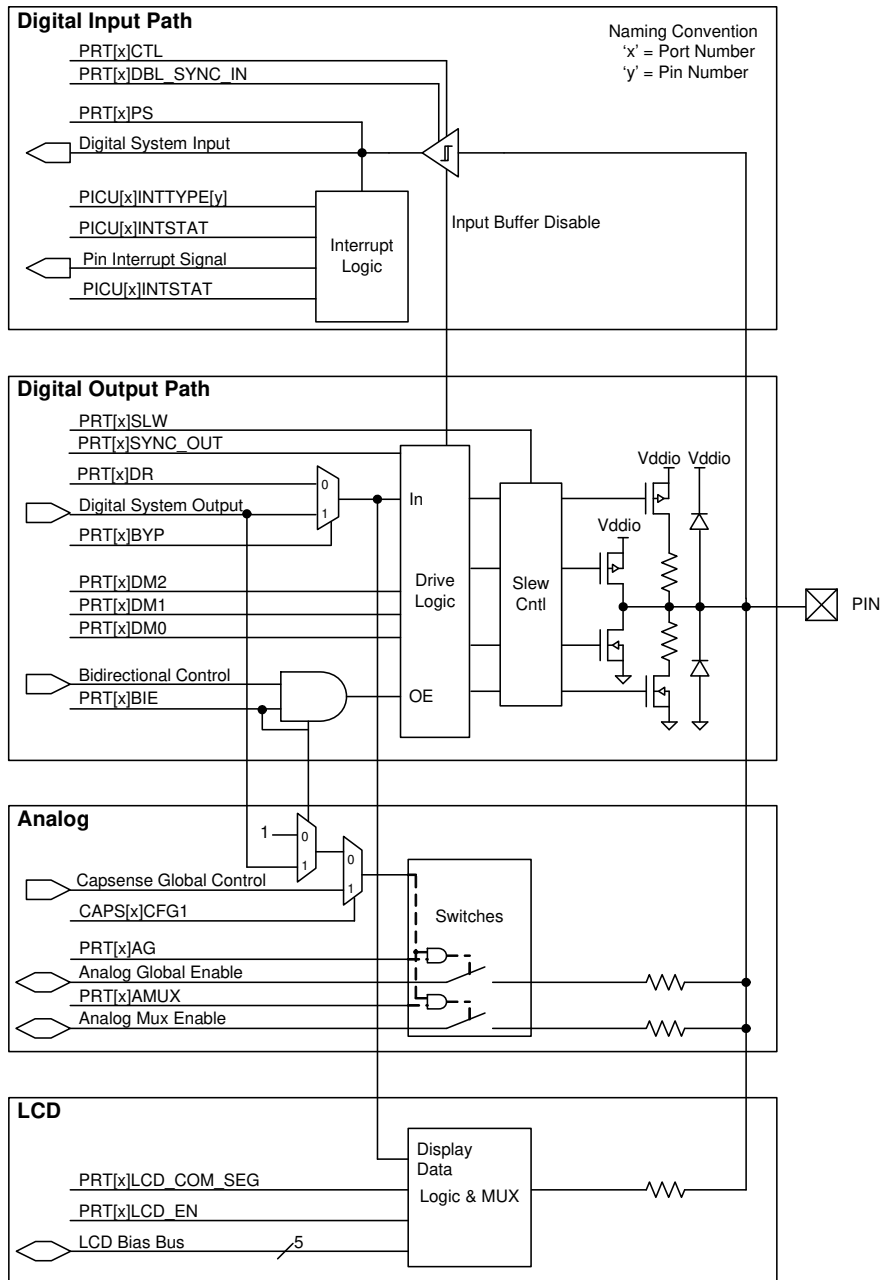 Digital Input Path
Naming Convention
'x' = Port Number
'y' = Pin Number
PRT[x]CTL
PRT[x]DBL_SYNC_IN
PRT[x]PS
Digital System Input
PICU[x]INTTYPE[y]
PICU[x]INTSTAT
Pin Interrupt Signal
PICU[x]INTSTAT
Interrupt
Logic
Input Buffer Disable
Digital Output Path
PRT[x]SLW
PRT[x]SYNC_OUT
PRT[x]DR
Digital System Output
PRT[x]BYP
0
1
PRT[x]DM2
PRT[x]DM1
PRT[x]DM0
Bidirectional Control
PRT[x]BIE
In
Drive
Logic
OE
Slew
Cntl
Vddio
Vddio
Vddio
PIN
Analog
1
0
1
0
1
Capsense Global Control
CAPS[x]CFG1
Switches
PRT[x]AG
Analog Global Enable
PRT[x]AMUX
Analog Mux Enable
LCD
Display
Data
Logic & MUX
PRT[x]LCD_COM_SEG
PRT[x]LCD_EN
LCD Bias Bus
5